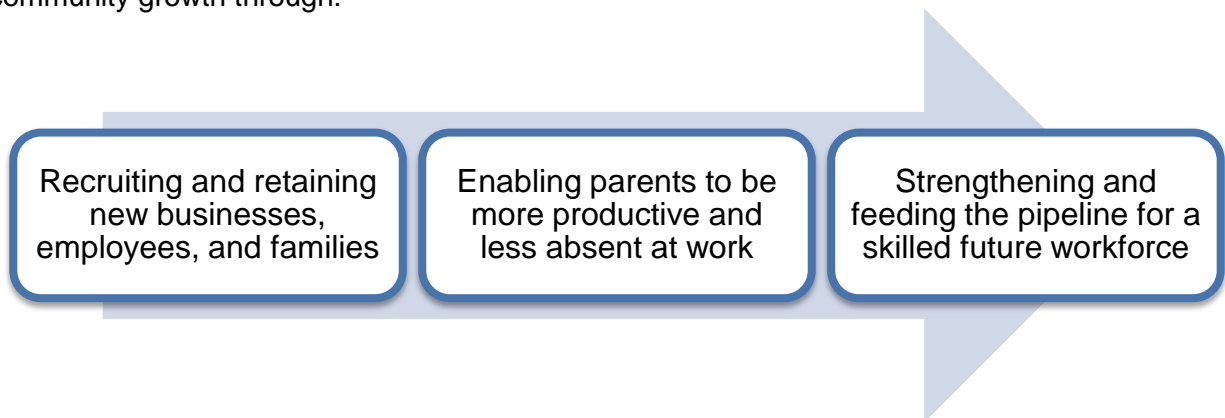 community growth through:
Recruiting and retaining
new businesses,
employees, and families
Enabling parents to be
more productive and
less absent at work
Strengthening and
feeding the pipeline for a
skilled future workforce